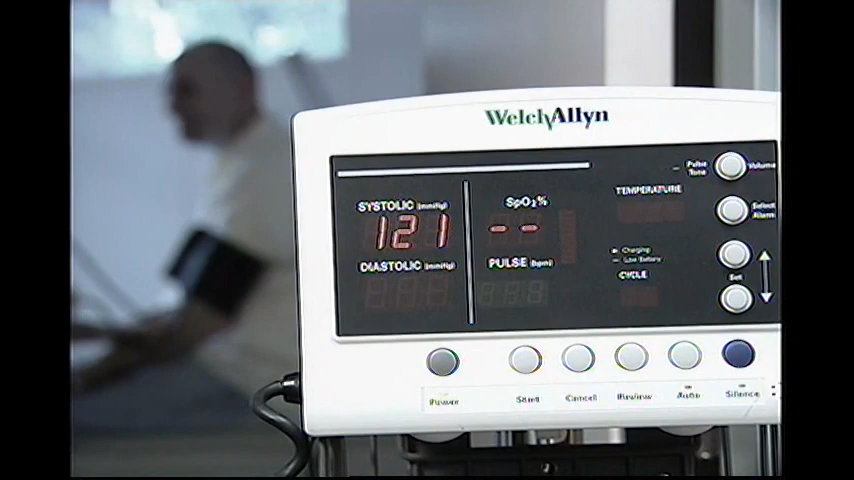 WelchAllyn
Pulse Tone
Volume
SYSTOLIC (mmHg)
SpO2%
TEMPERATURE
121
- -
Select Alarm
Charging
Low Battery
DIASTOLIC (mmHg)
PULSE (bpm)
CYCLE
Set
Power
Start
Cancel
Review
Auto
Silence